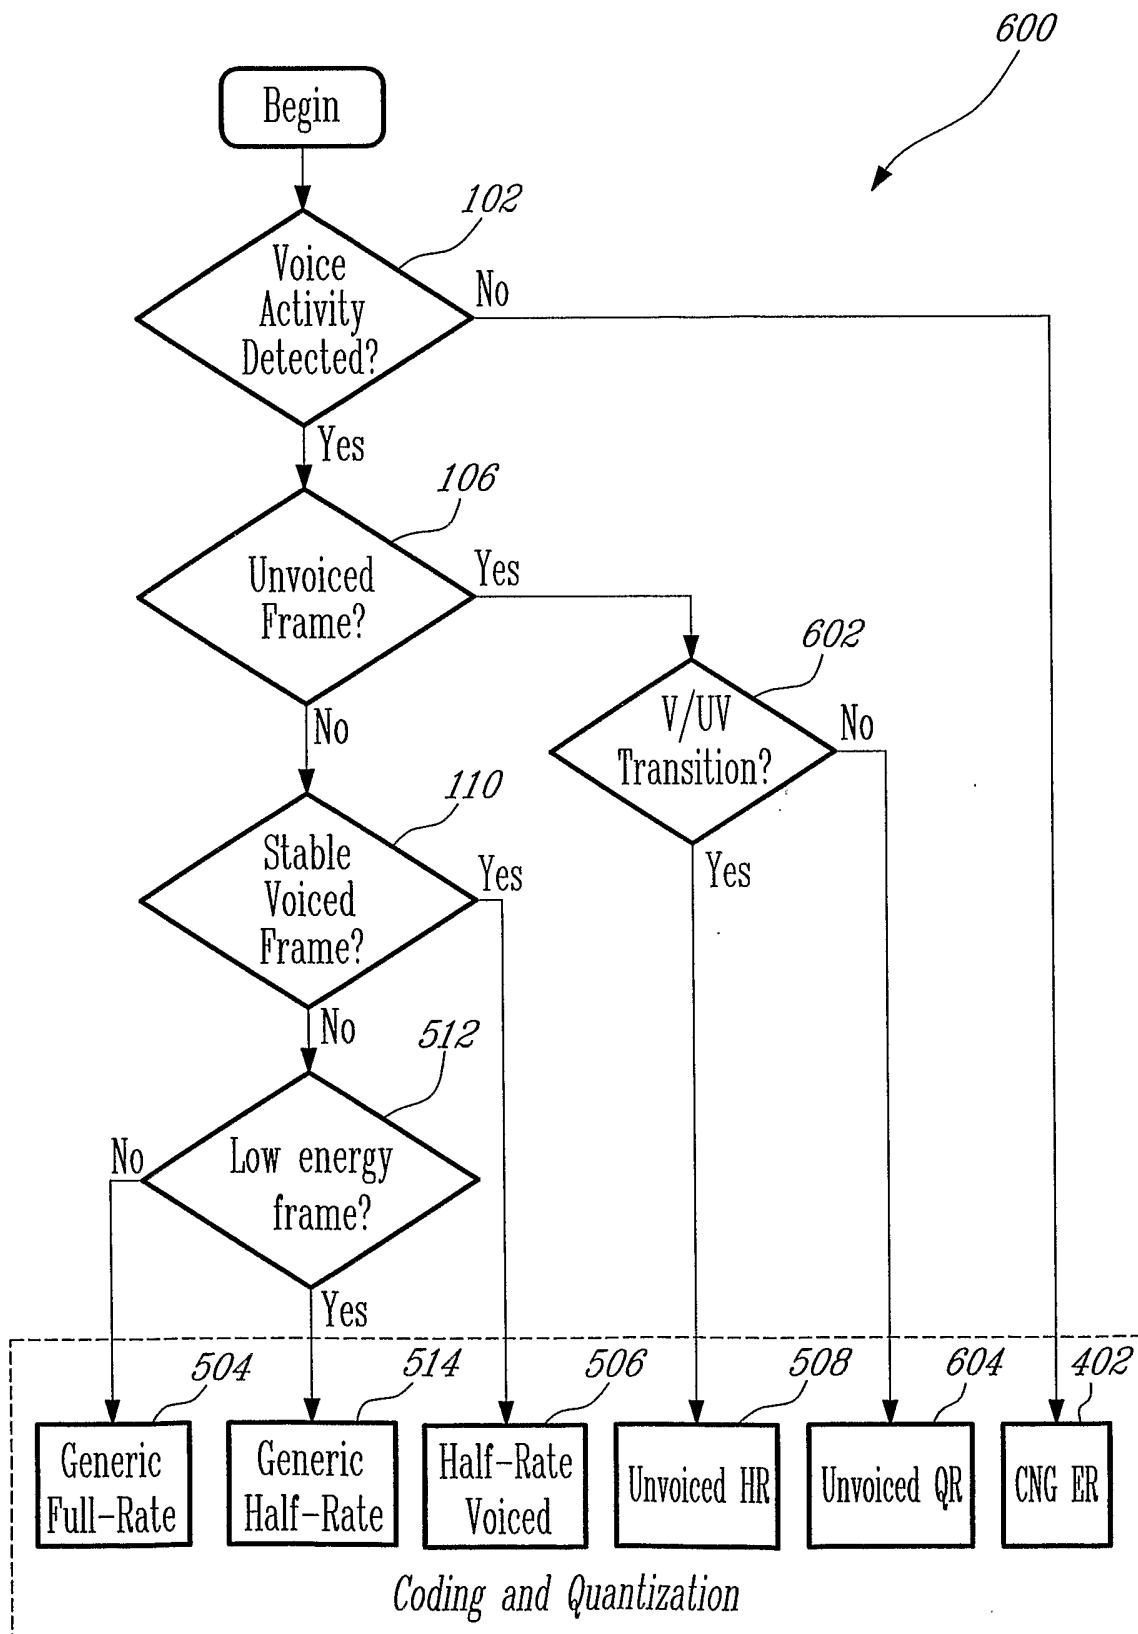 600
Begin
102
Voice
Activity
Detected?
No
Yes
106
Unvoiced
Frame?
Yes
No
602
V/UV
Transition?
No
Yes
110
Stable
Voiced
Frame?
Yes
No
512
Low energy
frame?
No
Yes
504
514
506
508
604
402
Generic
Full-Rate
Generic
Half-Rate
Half-Rate
Voiced
Unvoiced HR
Unvoiced QR
CNG ER
Coding and Quantization